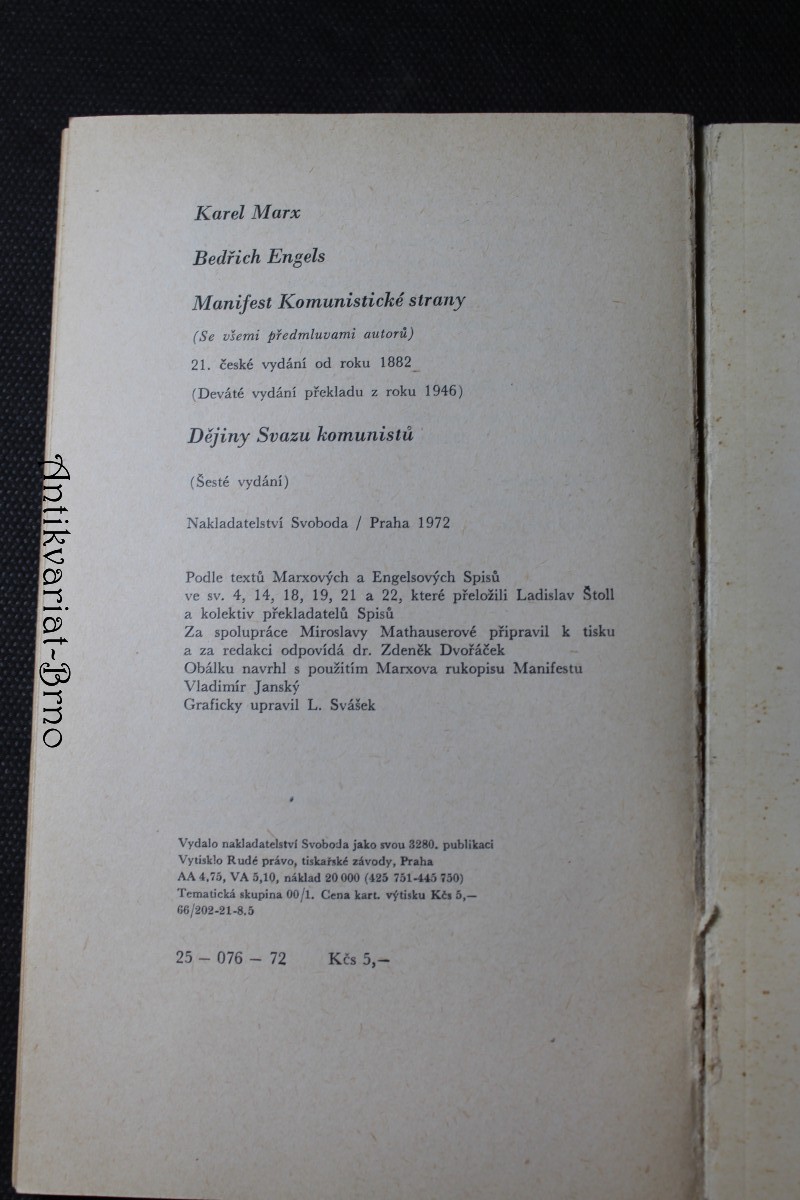 Karel Marx
Bedřich Engels
Manifest Komunistické strany
(Se všemi předmluvami autorů)
21. české vydání od roku 1882
(Deváté vydání překladu z roku 1946)
Dějiny Svazu komunistů
(Šesté vydání)
Nakladatelství Svoboda / Praha 1972
Podle textů Marxových a Engelsových Spisů
ve sv. 4, 14, 18, 19, 21 a 22, které přeložili Ladislav Štoll
a kolektiv překladatelů Spisů
Za spolupráce Miroslavy Mathauserové připravil k tisku
a za redakci odpovídá dr. Zdeněk Dvořáček
Obálku navrhl s použitím Marxova rukopisu Manifestu
Vladimír Janský
Graficky upravil L. Svášek
Vydalo nakladatelství Svoboda jako svou 3280. publikaci
Vytisklo Rudé právo, tiskařské závody, Praha
AA 4,75, VA 5,10, náklad 20 000 (425 751-445 750)
Tematická skupina 00/1. Cena kart. výtisku Kčs 5,—
66/202-21-8.5
25 — 076 — 72 Kčs 5,—
Antikvariat-Brno